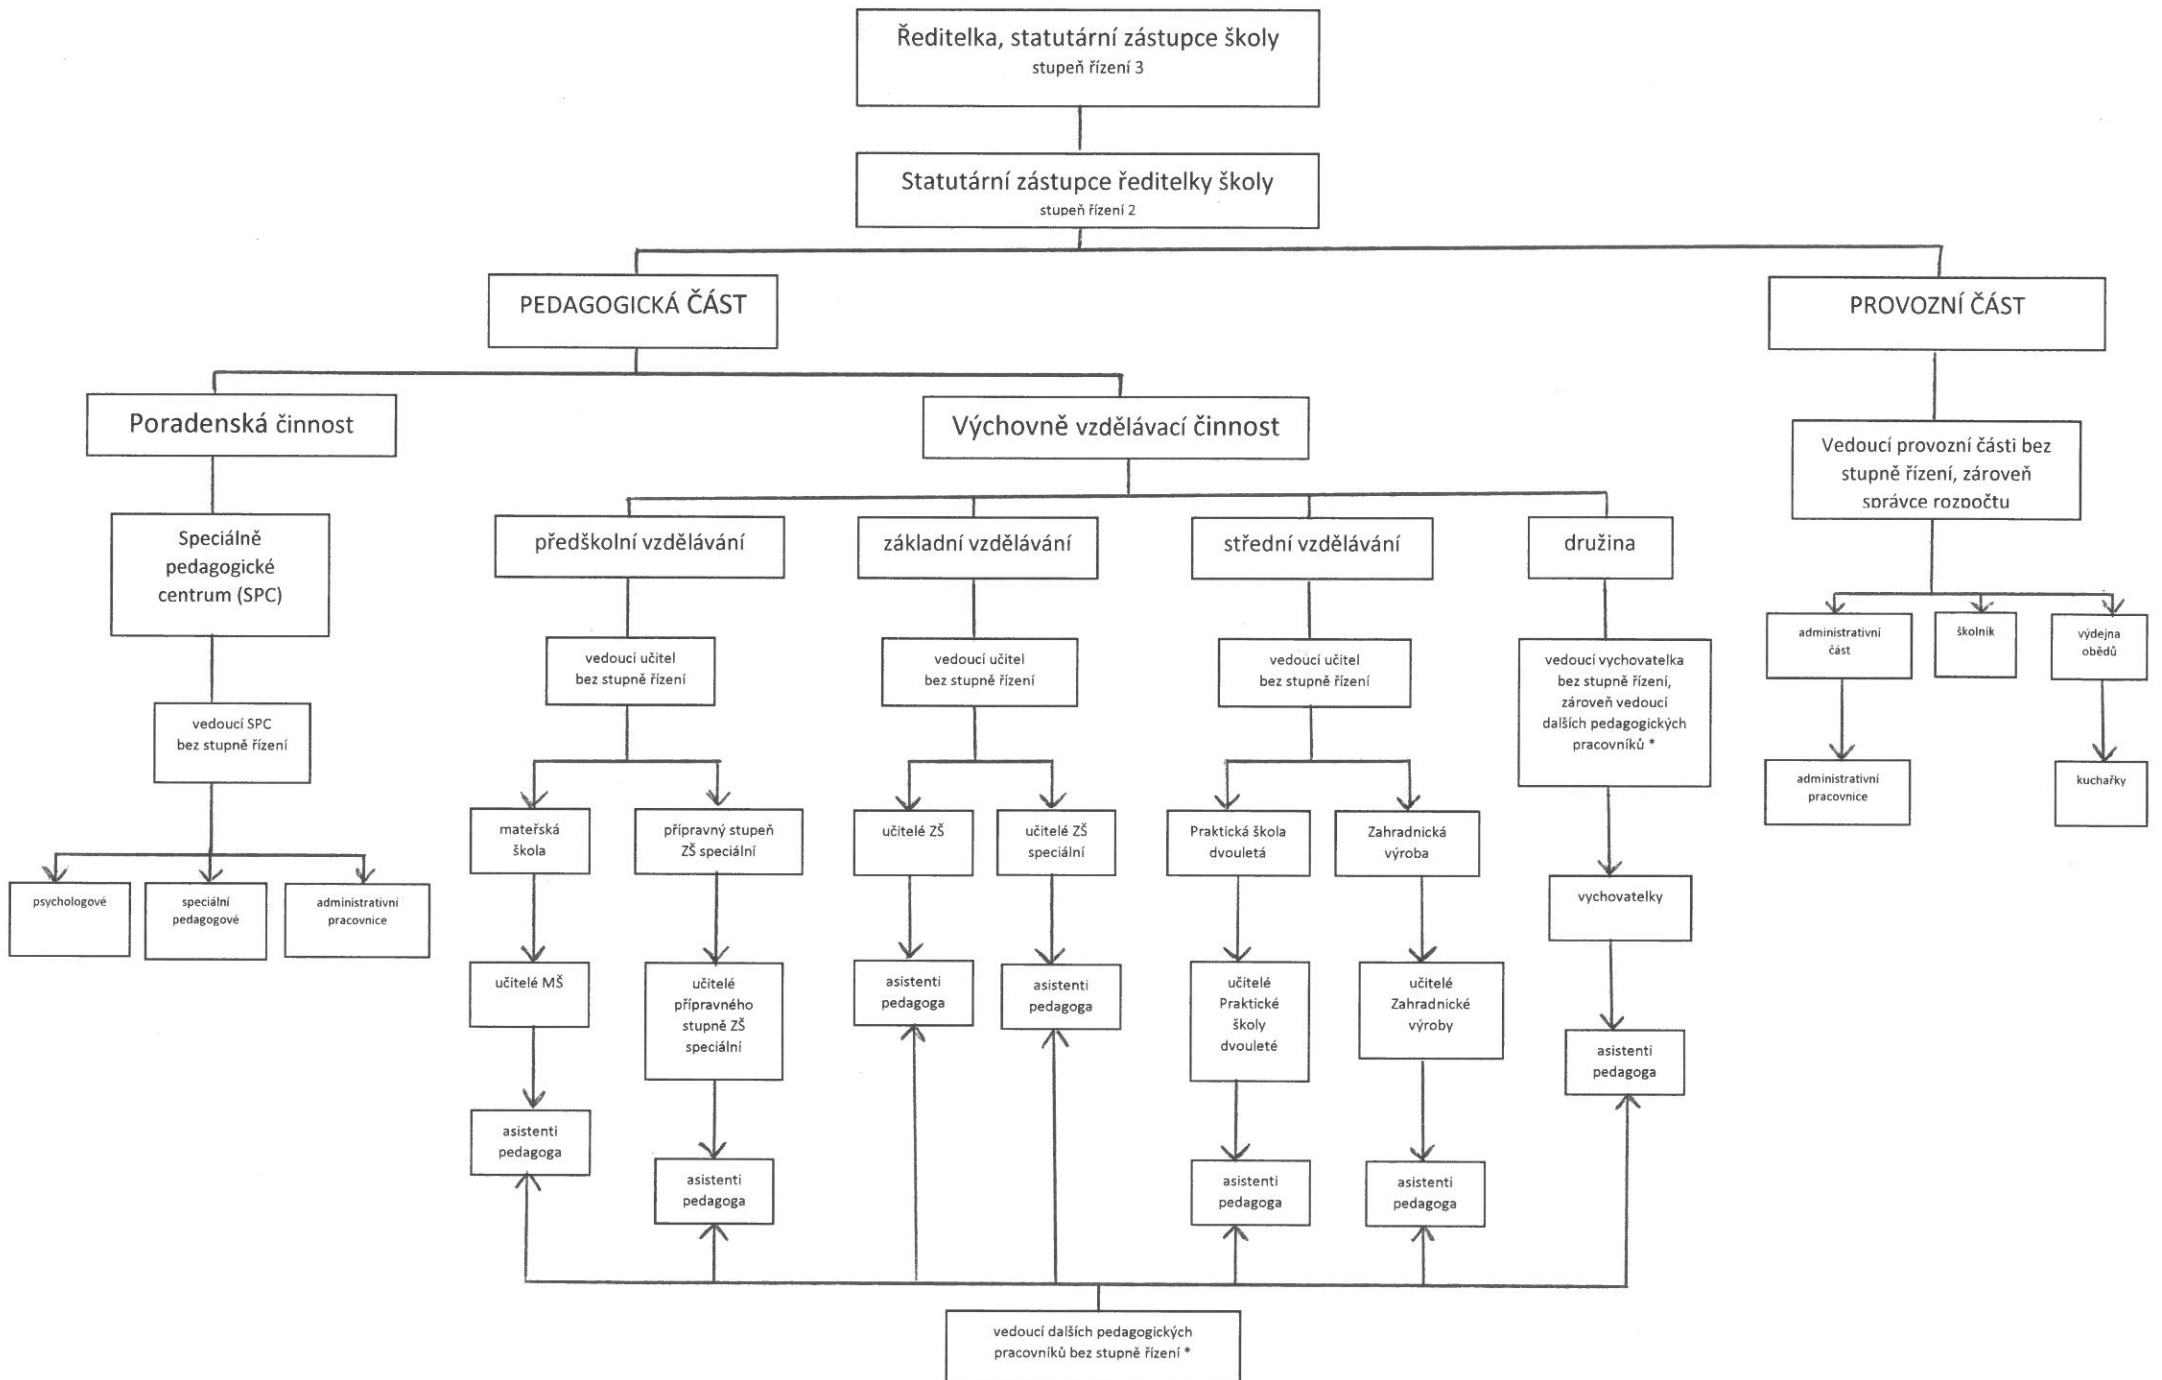 Ředitelka, statutární zástupce školy
stupeň řízení 3
Statutární zástupce ředitelky školy
stupeň řízení 2
PEDAGOGICKÁ ČÁST
PROVOZNÍ ČÁST
Poradenská činnost
Výchovně vzdělávací činnost
Vedoucí provozní části bez
stupně řízení, zároveň
správce rozpočtu
Speciálně
pedagogické
centrum (SPC)
předškolní vzdělávání
základní vzdělávání
střední vzdělávání
družina
administrativní
část
školník
výdejna
obědů
vedoucí učitel
bez stupně řízení
vedoucí učitel
bez stupně řízení
vedoucí učitel
bez stupně řízení
vedoucí vychovatelka
bez stupně řízení,
zároveň vedoucí
dalších pedagogických
pracovníků *
vedoucí SPC
bez stupně řízení
administrativní
pracovnice
kuchařky
mateřská
škola
přípravný stupeň
ZŠ speciální
učitelé ZŠ
učitelé ZŠ
speciální
Praktická škola
dvouletá
Zahradnická
výroba
psychologové
speciální
pedagogové
administrativní
pracovnice
vychovatelky
učitelé MŠ
učitelé
přípravného
stupně ZŠ
speciální
asistenti
pedagoga
asistenti
pedagoga
učitelé
Praktické
školy
dvouleté
učitelé
Zahradnické
výroby
asistenti
pedagoga
asistenti
pedagoga
asistenti
pedagoga
asistenti
pedagoga
asistenti
pedagoga
vedoucí dalších pedagogických
pracovníků bez stupně řízení *